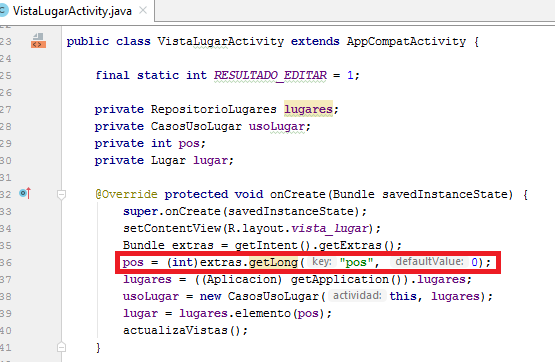 VistaLugarActivity.java ×
23 public class VistaLugarActivity extends AppCompatActivity {
24
25 final static int RESULTADO_EDITAR = 1;
26
27 private RepositorioLugares lugares;
28 private CasosUsoLugar usoLugar;
29 private int pos;
30 private Lugar lugar;
31
32 @Override protected void onCreate(Bundle savedInstanceState) {
33 super.onCreate(savedInstanceState);
34 setContentView(R.layout.vista_lugar);
35 Bundle extras = getIntent().getExtras();
36 pos = (int)extras.getLong( key: "pos", defaultValue: 0);
37 lugares = ((Aplicacion) getApplication()).lugares;
38 usoLugar = new CasosUsoLugar( actividad: this, lugares);
39 lugar = lugares.elemento(pos);
40 actualizaVistas();
41 }